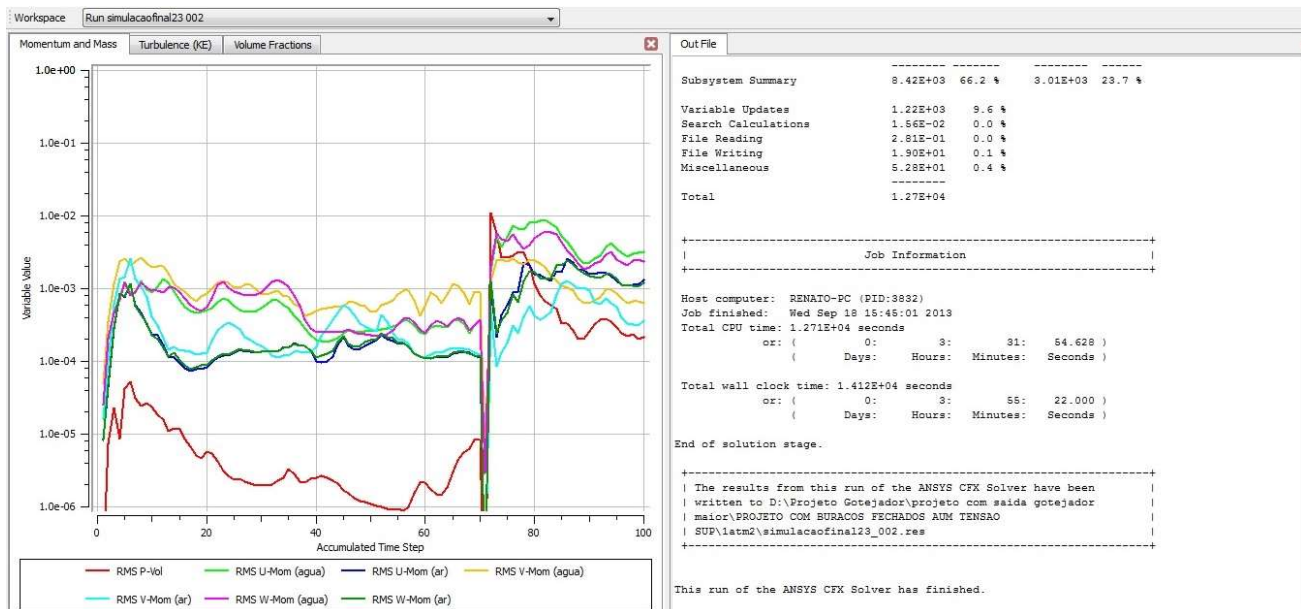 Workspace Run simulacaofinal23 002
Momentum and Mass Turbulence (KE) Volume Fractions
1.0e+00
1.0e-01
1.0e-02
1.0e-03
1.0e-04
1.0e-05
1.0e-06
Variable Value
0 20 40 60 80 100
Accumulated Time Step
RMS P-Vol RMS U-Mom (agua) RMS U-Mom (ar) RMS V-Mom (agua)
RMS V-Mom (ar) RMS W-Mom (agua) RMS W-Mom (ar)
Out File
-------- ------- -------- ------
Subsystem Summary 8.42E+03 66.2 % 3.01E+03 23.7 %
Variable Updates 1.22E+03 9.6 %
Search Calculations 1.56E-02 0.0 %
File Reading 2.81E-01 0.0 %
File Writing 1.90E+01 0.1 %
Miscellaneous 5.28E+01 0.4 %
--------
Total 1.27E+04
+--------------------------------------------------------------------+
| Job Information |
+--------------------------------------------------------------------+
Host computer: RENATO-PC (PID:3832)
Job finished: Wed Sep 18 15:45:01 2013
Total CPU time: 1.271E+04 seconds
or: ( 0: 3: 31: 54.628 )
( Days: Hours: Minutes: Seconds )
Total wall clock time: 1.412E+04 seconds
or: ( 0: 3: 55: 22.000 )
( Days: Hours: Minutes: Seconds )
End of solution stage.
+--------------------------------------------------------------------+
| The results from this run of the ANSYS CFX Solver have been |
| written to D:\Projeto Gotejador\projeto com saida gotejador |
| maior\PROJETO COM BURACOS FECHADOS AUM TENSAO |
| SUP\1atm2\simulacaofinal23_002.res |
+--------------------------------------------------------------------+
This run of the ANSYS CFX Solver has finished.